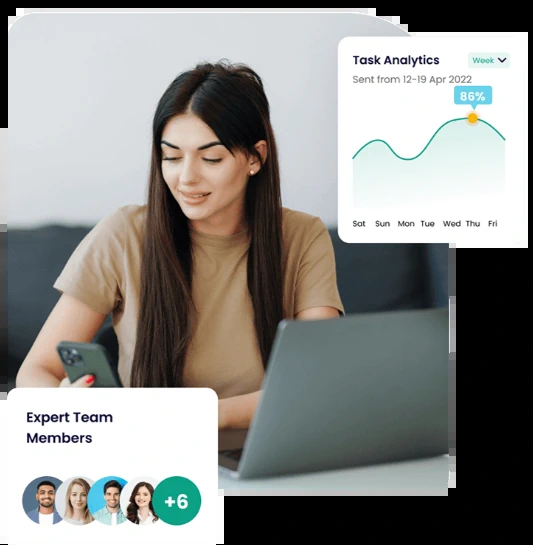 Task Analytics
Week
Sent from 12-19 Apr 2022
86%
Sat Sun Mon Tue Wed Thu Fri
Expert Team
Members
+6